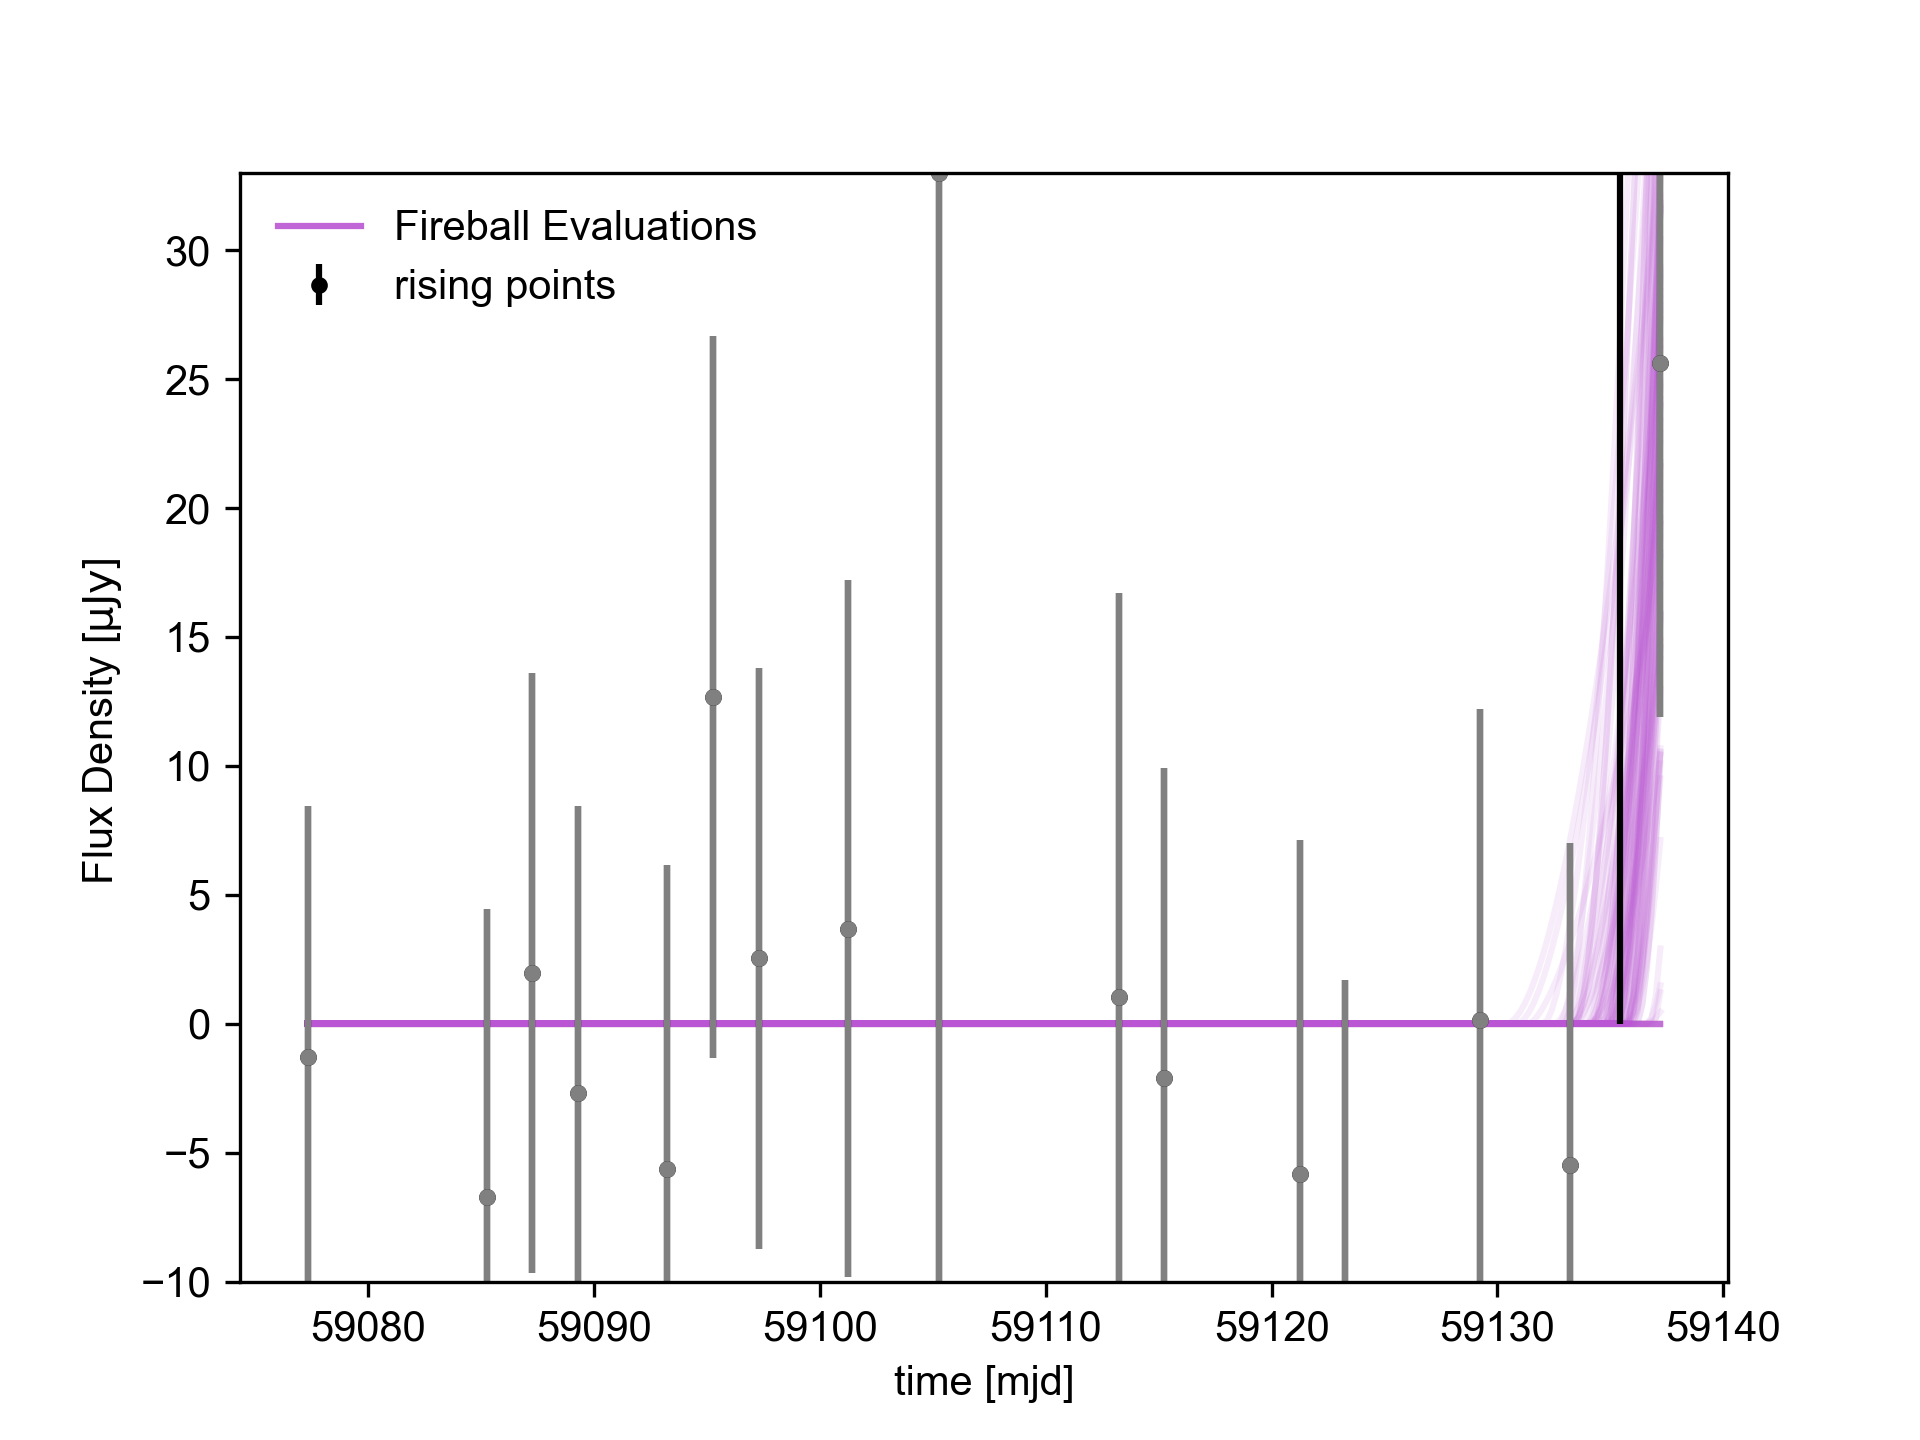 Fireball Evaluations
rising points
30
25
20
15
10
5
0
−5
−10
Flux Density [µJy]
59080 59090 59100 59110 59120 59130 59140
time [mjd]